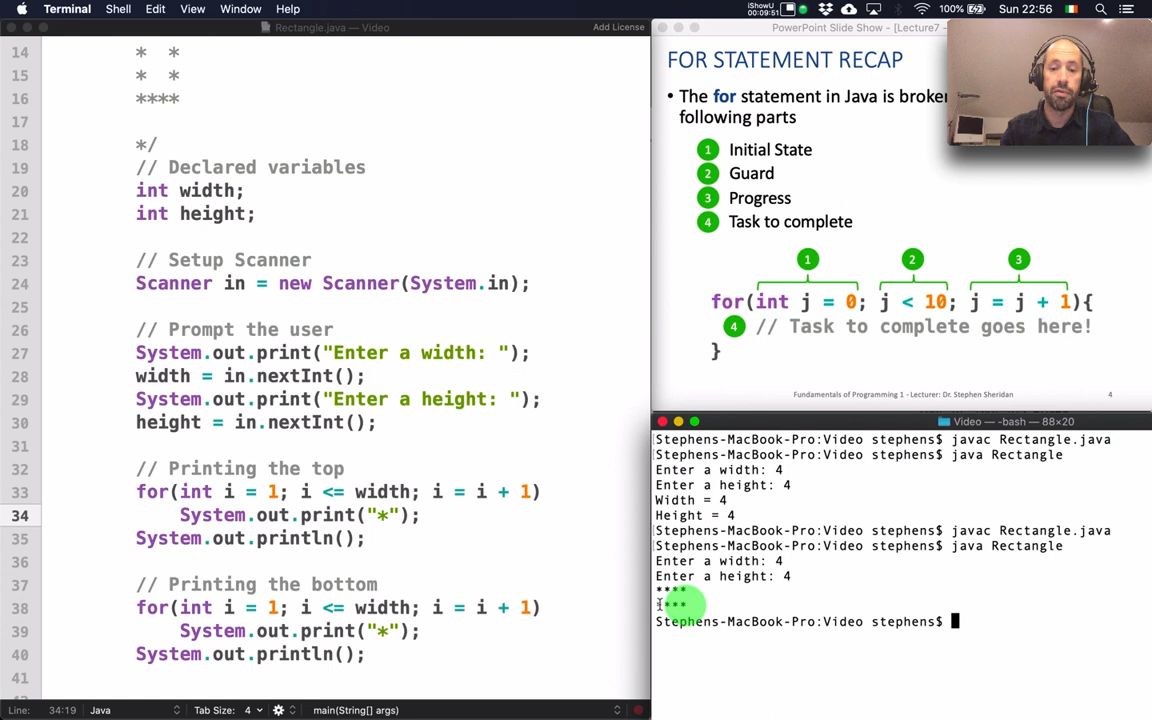 Terminal Shell Edit View Window Help
iShowU
00:09:51
100% Sun 22:56
Rectangle.java — Video
Add License
14 * *
15 * *
16 ****
17
18 */
19 // Declared variables
20 int width;
21 int height;
22
23 // Setup Scanner
24 Scanner in = new Scanner(System.in);
25
26 // Prompt the user
27 System.out.print("Enter a width: ");
28 width = in.nextInt();
29 System.out.print("Enter a height: ");
30 height = in.nextInt();
31
32 // Printing the top
33 for(int i = 1; i <= width; i = i + 1)
34 System.out.print("*");
35 System.out.println();
36
37 // Printing the bottom
38 for(int i = 1; i <= width; i = i + 1)
39 System.out.print("*");
40 System.out.println();
41
Line: 34:19 Java Tab Size: 4 main(String[] args)
PowerPoint Slide Show - [Lecture7 -
FOR STATEMENT RECAP
• The for statement in Java is broken
following parts
1 Initial State
2 Guard
3 Progress
4 Task to complete
1 2 3
for(int j = 0; j < 10; j = j + 1){
4 // Task to complete goes here!
}
Fundamentals of Programming 1 - Lecturer: Dr. Stephen Sheridan 4
Video — -bash — 88×20
Stephens-MacBook-Pro:Video stephens$ javac Rectangle.java
Stephens-MacBook-Pro:Video stephens$ java Rectangle
Enter a width: 4
Enter a height: 4
Width = 4
Height = 4
Stephens-MacBook-Pro:Video stephens$ javac Rectangle.java
Stephens-MacBook-Pro:Video stephens$ java Rectangle
Enter a width: 4
Enter a height: 4
****
****
Stephens-MacBook-Pro:Video stephens$